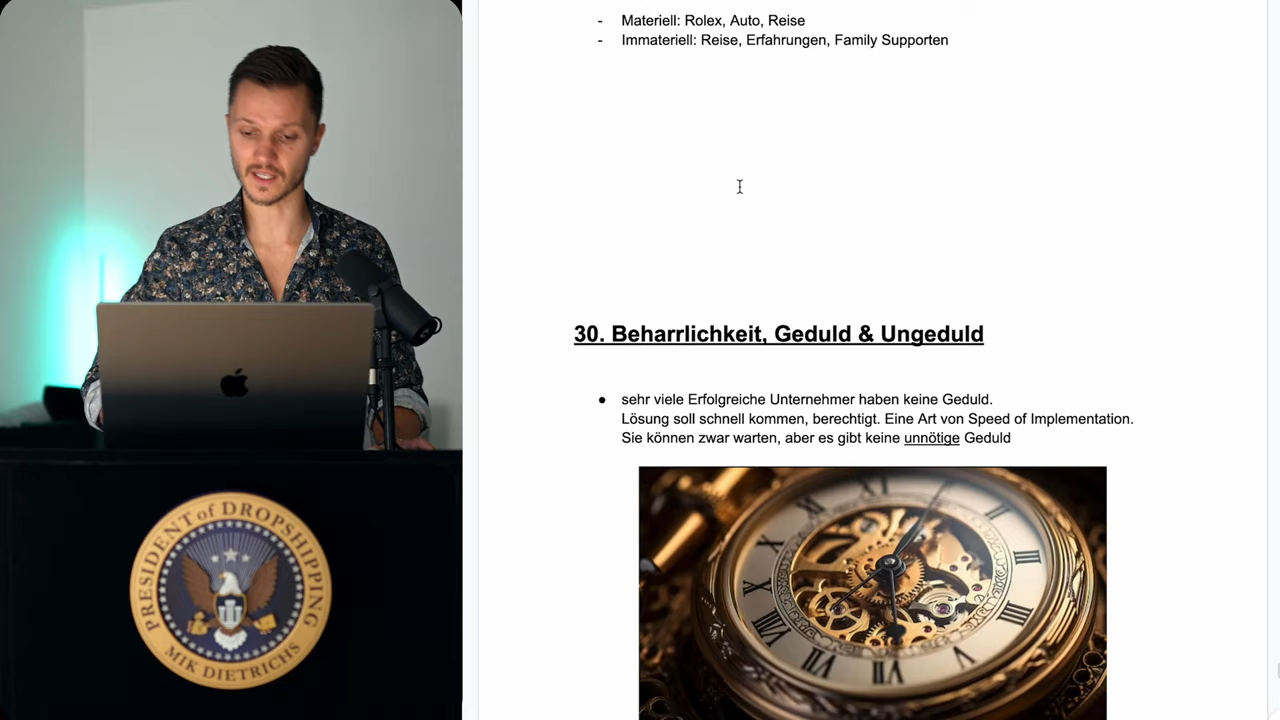 - Materiell: Rolex, Auto, Reise
- Immateriell: Reise, Erfahrungen, Family Supporten
30. Beharrlichkeit, Geduld & Ungeduld
● sehr viele Erfolgreiche Unternehmer haben keine Geduld.
Lösung soll schnell kommen, berechtigt. Eine Art von Speed of Implementation.
Sie können zwar warten, aber es gibt keine unnötige Geduld
PRESIDENT of DROPSHIPPING
MIK DIETRICHS